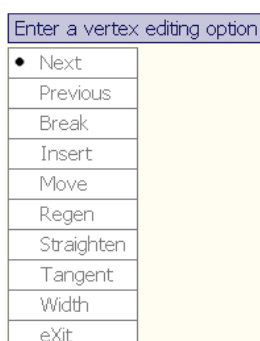 Enter a vertex editing option
Next
Previous
Break
Insert
Move
Regen
Straighten
Tangent
Width
eXit